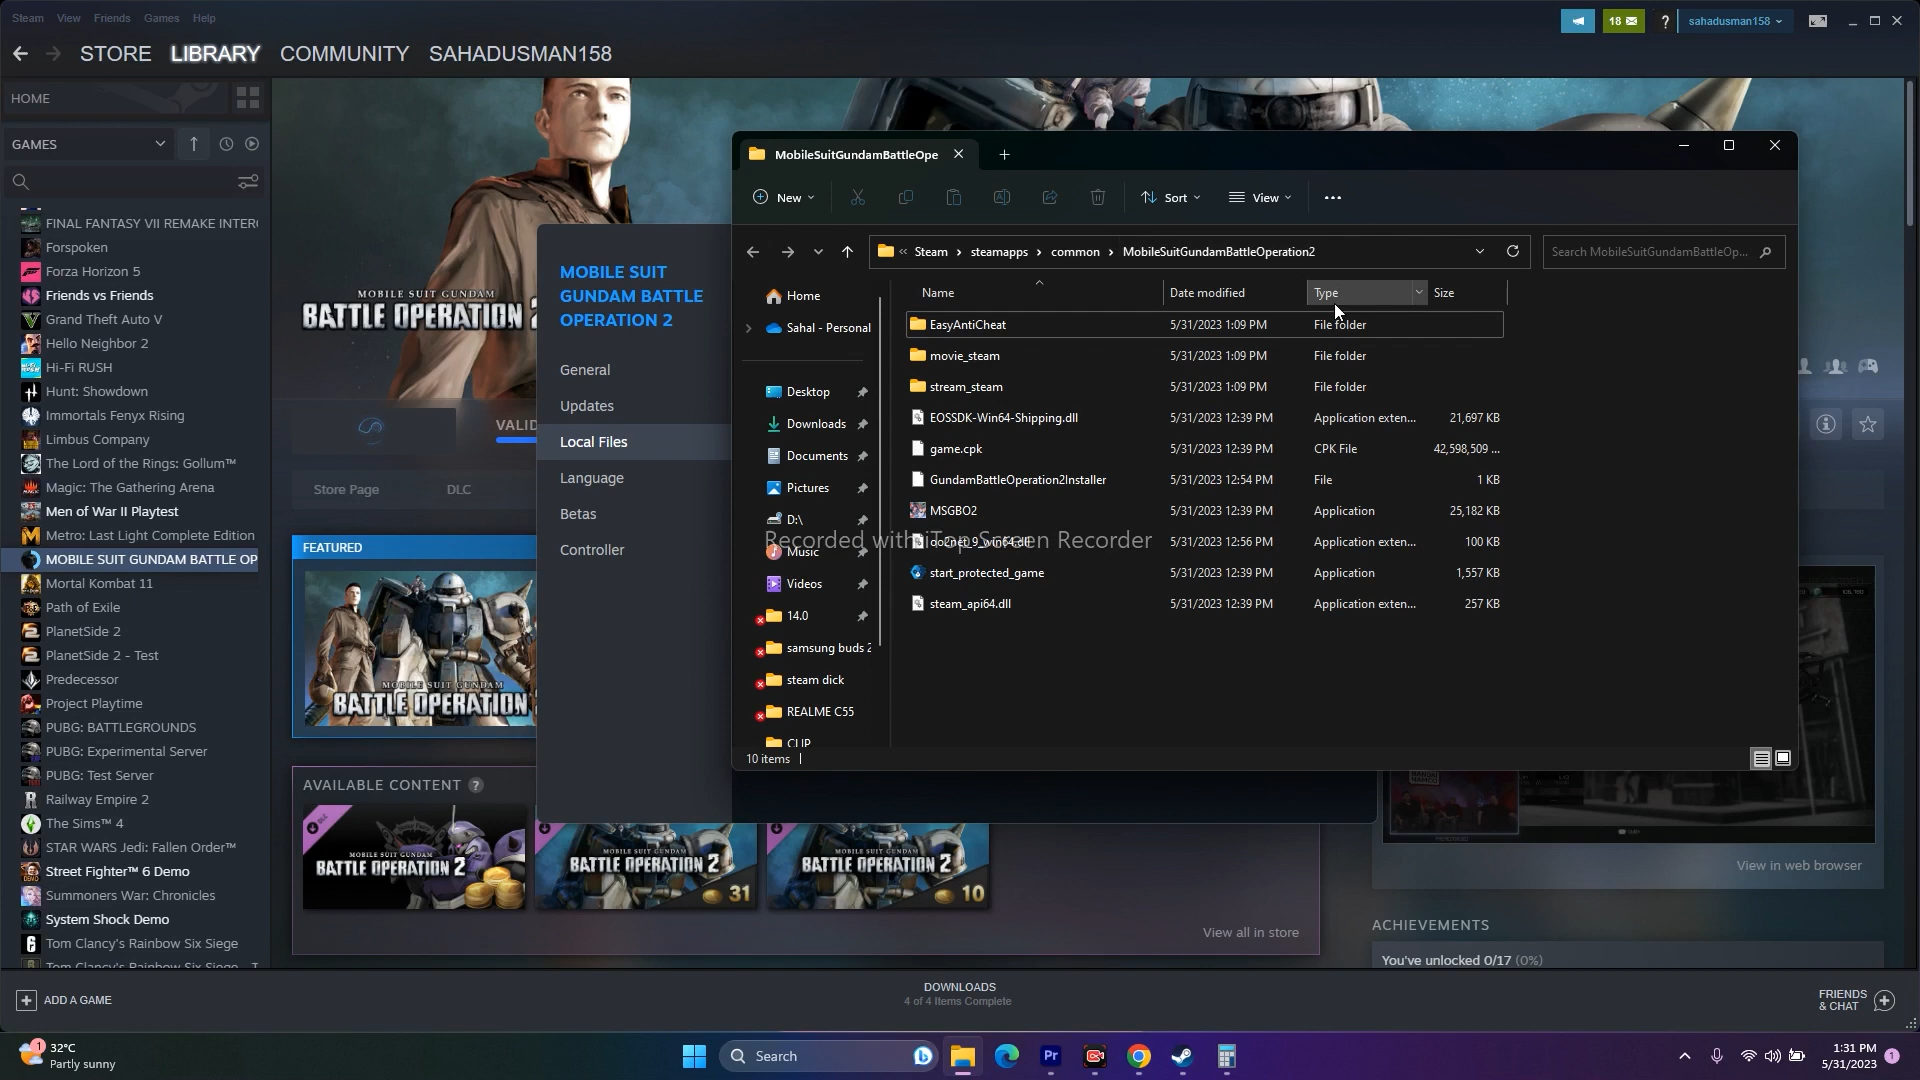 Steam View Friends Games Help
18
?
sahadusman158
STORE LIBRARY COMMUNITY SAHADUSMAN158
HOME
GAMES
FINAL FANTASY VII REMAKE INTER
Forspoken
Forza Horizon 5
Friends vs Friends
Grand Theft Auto V
Hello Neighbor 2
Hi-Fi RUSH
Hunt: Showdown
Immortals Fenyx Rising
Limbus Company
The Lord of the Rings: Gollum™
Magic: The Gathering Arena
Men of War II Playtest
Metro: Last Light Complete Edition
MOBILE SUIT GUNDAM BATTLE OP
Mortal Kombat 11
Path of Exile
PlanetSide 2
PlanetSide 2 - Test
Predecessor
Project Playtime
PUBG: BATTLEGROUNDS
PUBG: Experimental Server
PUBG: Test Server
Railway Empire 2
The Sims™ 4
STAR WARS Jedi: Fallen Order™
Street Fighter™ 6 Demo
Summoners War: Chronicles
System Shock Demo
Tom Clancy's Rainbow Six Siege
Tom Clancy's Rainbow Six Siege - T
ADD A GAME
MOBILE SUIT GUNDAM
BATTLE OPERATION 2
VALID
Store Page DLC
FEATURED
MOBILE SUIT GUNDAM
BATTLE OPERATION
AVAILABLE CONTENT ?
MOBILE SUIT GUNDAM
BATTLE OPERATION 2
MOBILE SUIT GUNDAM
BATTLE OPERATION 2
31
MOBILE SUIT GUNDAM
BATTLE OPERATION 2
10
View all in store
MOBILE SUIT
GUNDAM BATTLE
OPERATION 2
General
Updates
Local Files
Language
Betas
Controller
MobileSuitGundamBattleOpe
New Sort View
« Steam › steamapps › common › MobileSuitGundamBattleOperation2
Search MobileSuitGundamBattleOp...
Home
Sahal - Personal
Desktop
Downloads
Documents
Pictures
D:\
Music
Videos
14.0
samsung buds 2
steam dick
REALME C55
CLIP
Name Date modified Type Size
EasyAntiCheat 5/31/2023 1:09 PM File folder
movie_steam 5/31/2023 1:09 PM File folder
stream_steam 5/31/2023 1:09 PM File folder
EOSSDK-Win64-Shipping.dll 5/31/2023 12:39 PM Application exten... 21,697 KB
game.cpk 5/31/2023 12:39 PM CPK File 42,598,509 ...
GundamBattleOperation2Installer 5/31/2023 12:54 PM File 1 KB
MSGBO2 5/31/2023 12:39 PM Application 25,182 KB
5/31/2023 12:56 PM Application exten... 100 KB
start_protected_game 5/31/2023 12:39 PM Application 1,557 KB
steam_api64.dll 5/31/2023 12:39 PM Application exten... 257 KB
Recorded with iTop Screen Recorder
10 items
View in web browser
ACHIEVEMENTS
You've unlocked 0/17 (0%)
DOWNLOADS
4 of 4 Items Complete
FRIENDS
& CHAT
1
32°C
Partly sunny
Search
Pr
1:31 PM
5/31/2023
1